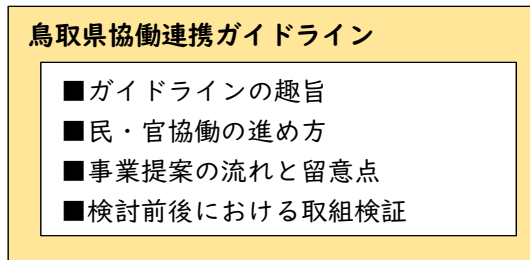 鳥取県協働連携ガイドライン
■ガイドラインの趣旨
■民・官協働の進め方
■事業提案の流れと留意点
■検討前後における取組検証